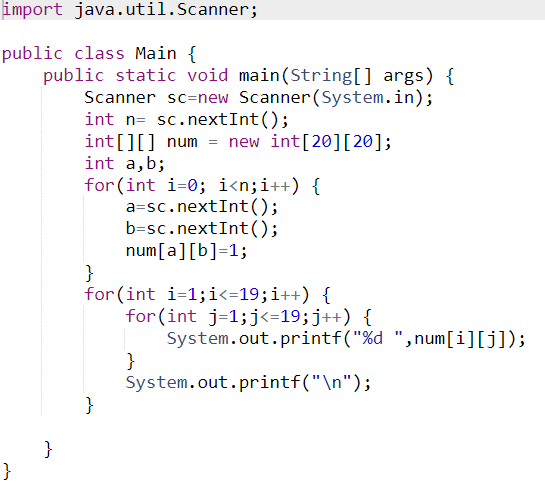 import java.util.Scanner;

public class Main {
    public static void main(String[] args) {
        Scanner sc=new Scanner(System.in);
        int n= sc.nextInt();
        int[][] num = new int[20][20];
        int a,b;
        for(int i=0; i<n;i++) {
            a=sc.nextInt();
            b=sc.nextInt();
            num[a][b]=1;
        }
        for(int i=1;i<=19;i++) {
            for(int j=1;j<=19;j++) {
                System.out.printf("%d ",num[i][j]);
            }
            System.out.printf("\n");
        }

    }
}